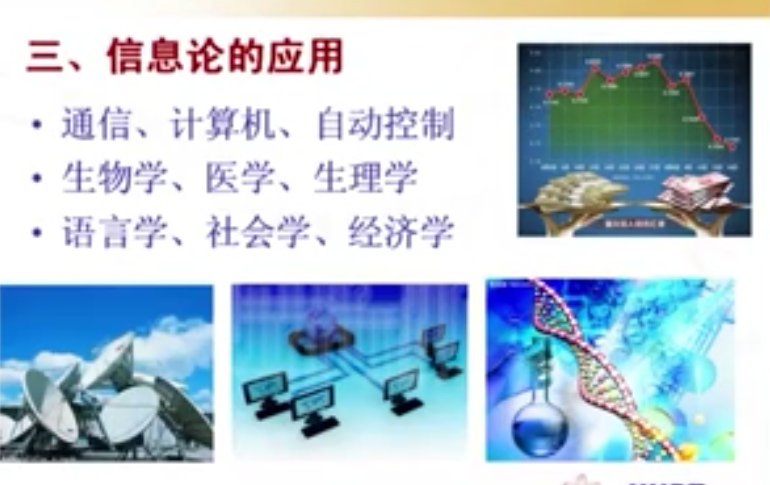 三、信息论的应用
• 通信、计算机、自动控制
• 生物学、医学、生理学
• 语言学、社会学、经济学